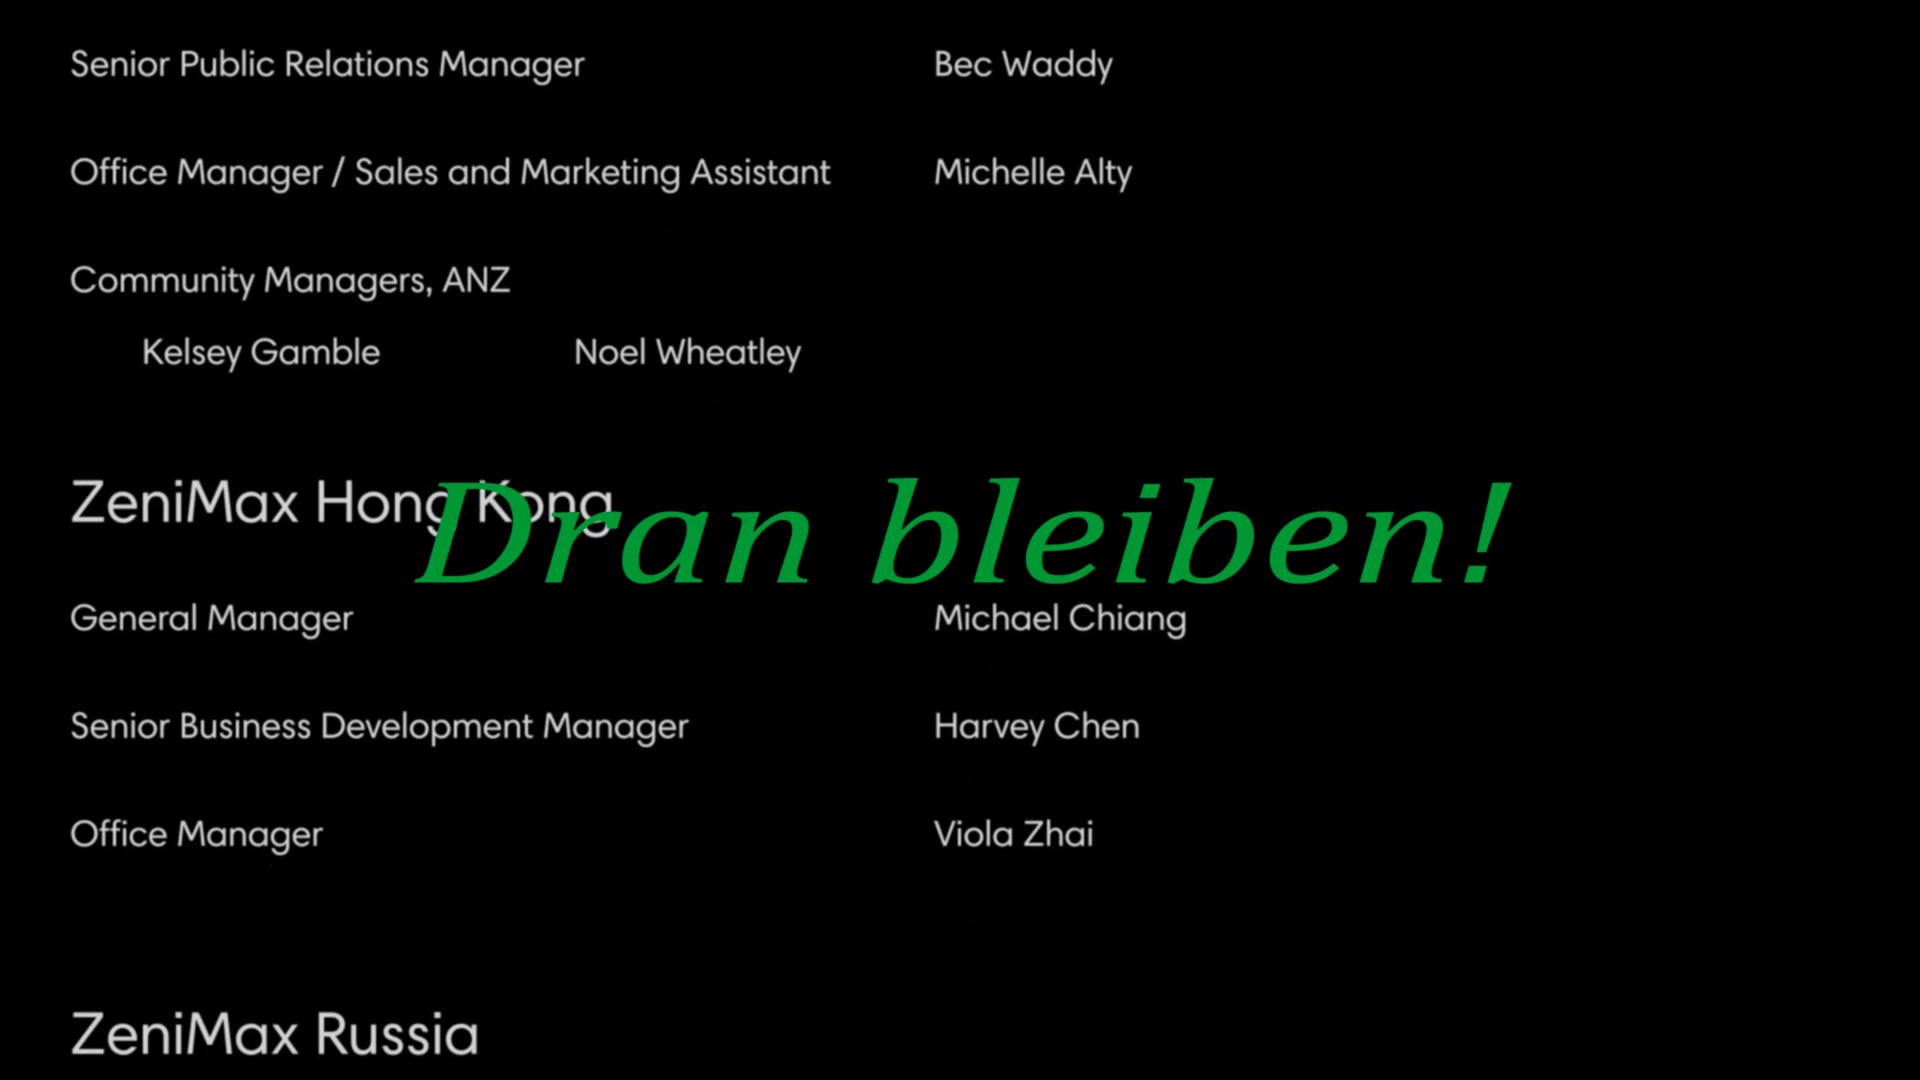 Senior Public Relations Manager Bec Waddy
Office Manager / Sales and Marketing Assistant Michelle Alty
Community Managers, ANZ
Kelsey Gamble Noel Wheatley
ZeniMax Hong Kong
Dran bleiben!
General Manager Michael Chiang
Senior Business Development Manager Harvey Chen
Office Manager Viola Zhai
ZeniMax Russia